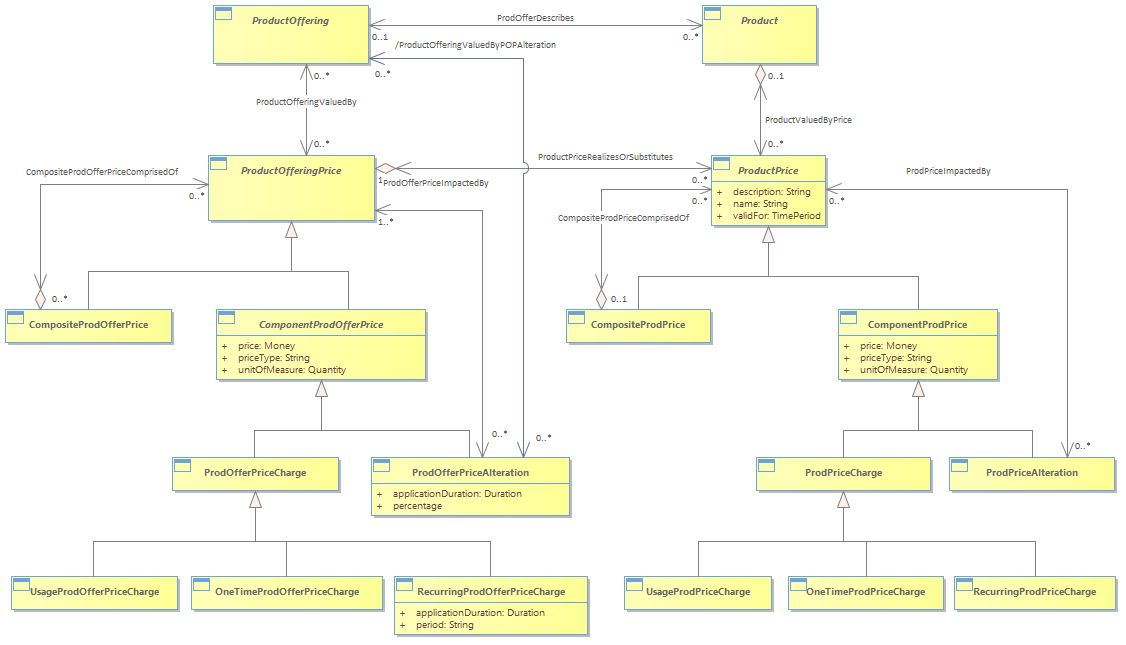 ProductOffering
ProdOfferDescribes
Product
0..1
0..*
/ProductOfferingValuedByPOPAlteration
0..*
0..*
0..1
ProductOfferingValuedBy
ProductValuedByPrice
0..*
0..*
CompositeProdOfferPriceComprisedOf
0..*
ProductOfferingPrice
1
ProdOfferPriceImpactedBy
1..*
ProductPriceRealizesOrSubstitutes
0..*
0..*
CompositeProdPriceComprisedOf
ProductPrice
+ description: String
+ name: String
+ validFor: TimePeriod
ProdPriceImpactedBy
0..*
0..*
CompositeProdOfferPrice
ComponentProdOfferPrice
+ price: Money
+ priceType: String
+ unitOfMeasure: Quantity
0..1
CompositeProdPrice
ComponentProdPrice
+ price: Money
+ priceType: String
+ unitOfMeasure: Quantity
0..*
0..*
0..*
ProdOfferPriceCharge
ProdOfferPriceAlteration
+ applicationDuration: Duration
+ percentage
ProdPriceCharge
ProdPriceAlteration
UsageProdOfferPriceCharge
OneTimeProdOfferPriceCharge
RecurringProdOfferPriceCharge
+ applicationDuration: Duration
+ period: String
UsageProdPriceCharge
OneTimeProdPriceCharge
RecurringProdPriceCharge